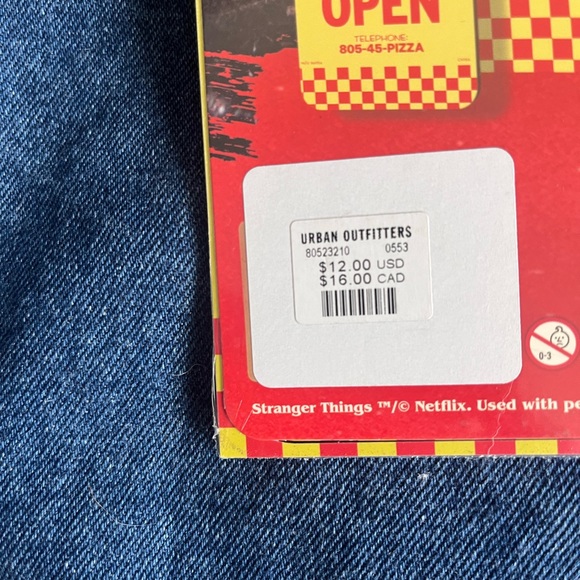 OPEN
TELEPHONE:
805-45-PIZZA
URBAN OUTFITTERS
80523210 0553
$12.00 USD
$16.00 CAD
0-3
Stranger Things ™/© Netflix. Used with pe